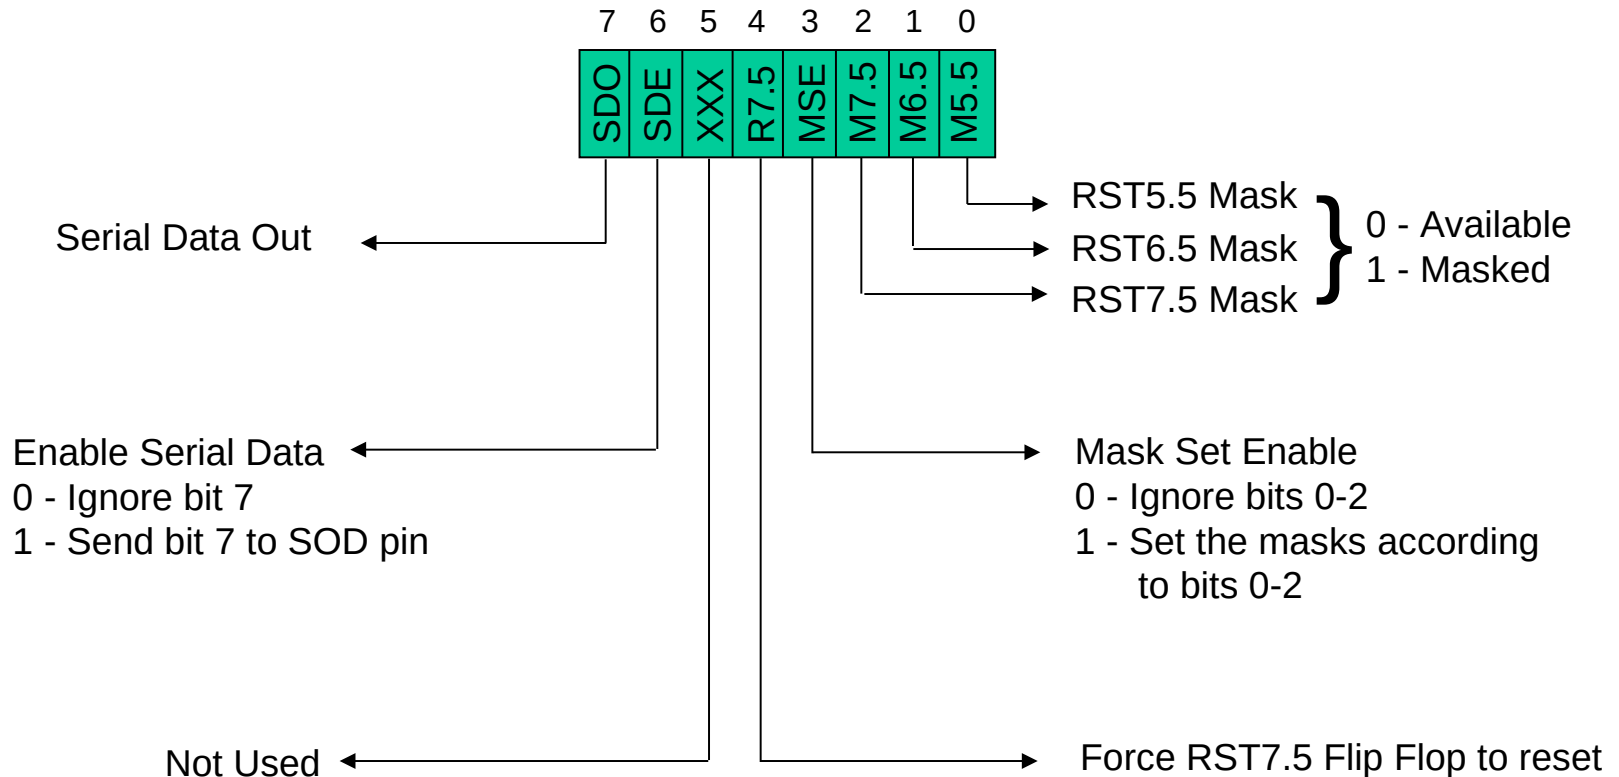 7 6 5 4 3 2 1 0
SDO SDE XXX R7.5 MSE M7.5 M6.5 M5.5
RST5.5 Mask
RST6.5 Mask
RST7.5 Mask
}
0 - Available
1 - Masked
Serial Data Out
Enable Serial Data
0 - Ignore bit 7
1 - Send bit 7 to SOD pin
Mask Set Enable
0 - Ignore bits 0-2
1 - Set the masks according
to bits 0-2
Not Used
Force RST7.5 Flip Flop to reset